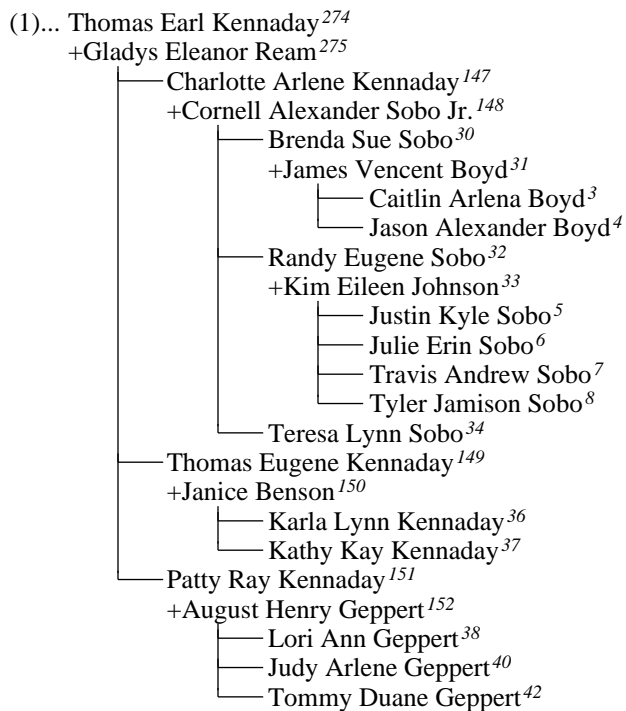 (1)... Thomas Earl Kennaday274
+Gladys Eleanor Ream275
Charlotte Arlene Kennaday147
+Cornell Alexander Sobo Jr.148
Brenda Sue Sobo30
+James Vencent Boyd31
Caitlin Arlena Boyd3
Jason Alexander Boyd4
Randy Eugene Sobo32
+Kim Eileen Johnson33
Justin Kyle Sobo5
Julie Erin Sobo6
Travis Andrew Sobo7
Tyler Jamison Sobo8
Teresa Lynn Sobo34
Thomas Eugene Kennaday149
+Janice Benson150
Karla Lynn Kennaday36
Kathy Kay Kennaday37
Patty Ray Kennaday151
+August Henry Geppert152
Lori Ann Geppert38
Judy Arlene Geppert40
Tommy Duane Geppert42